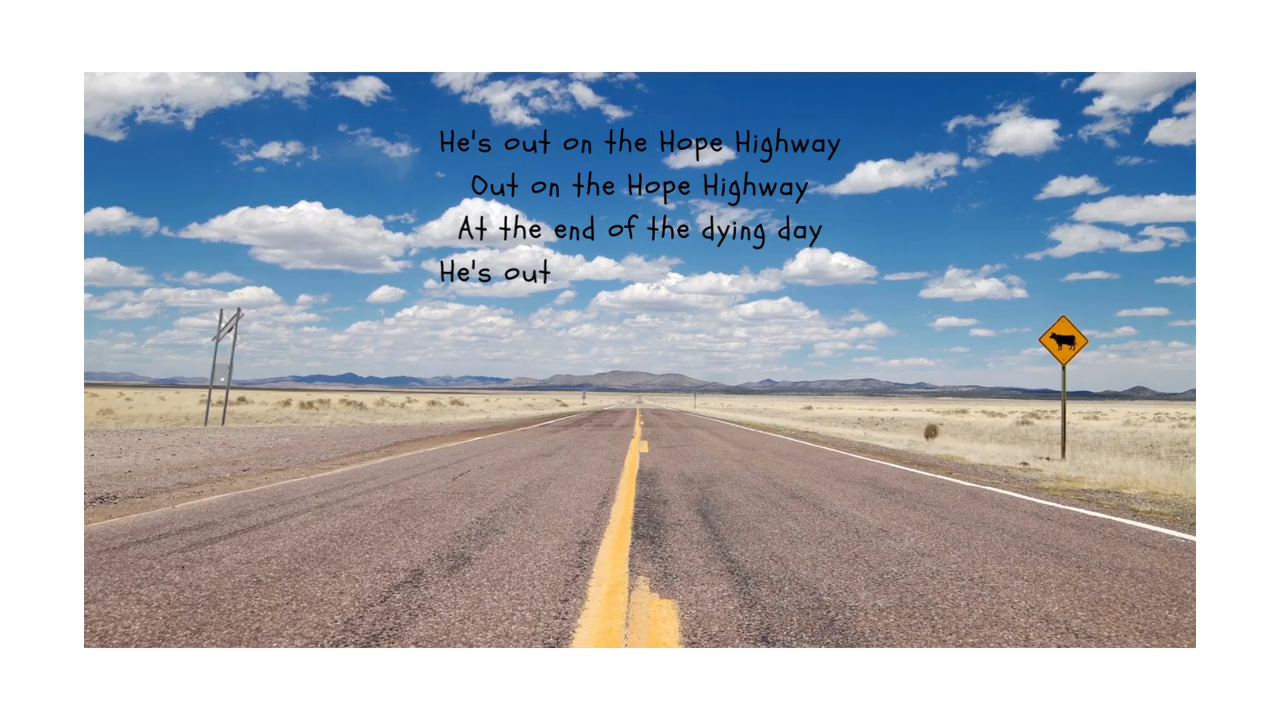 He's out on the Hope Highway
Out on the Hope Highway
At the end of the dying day
He's out